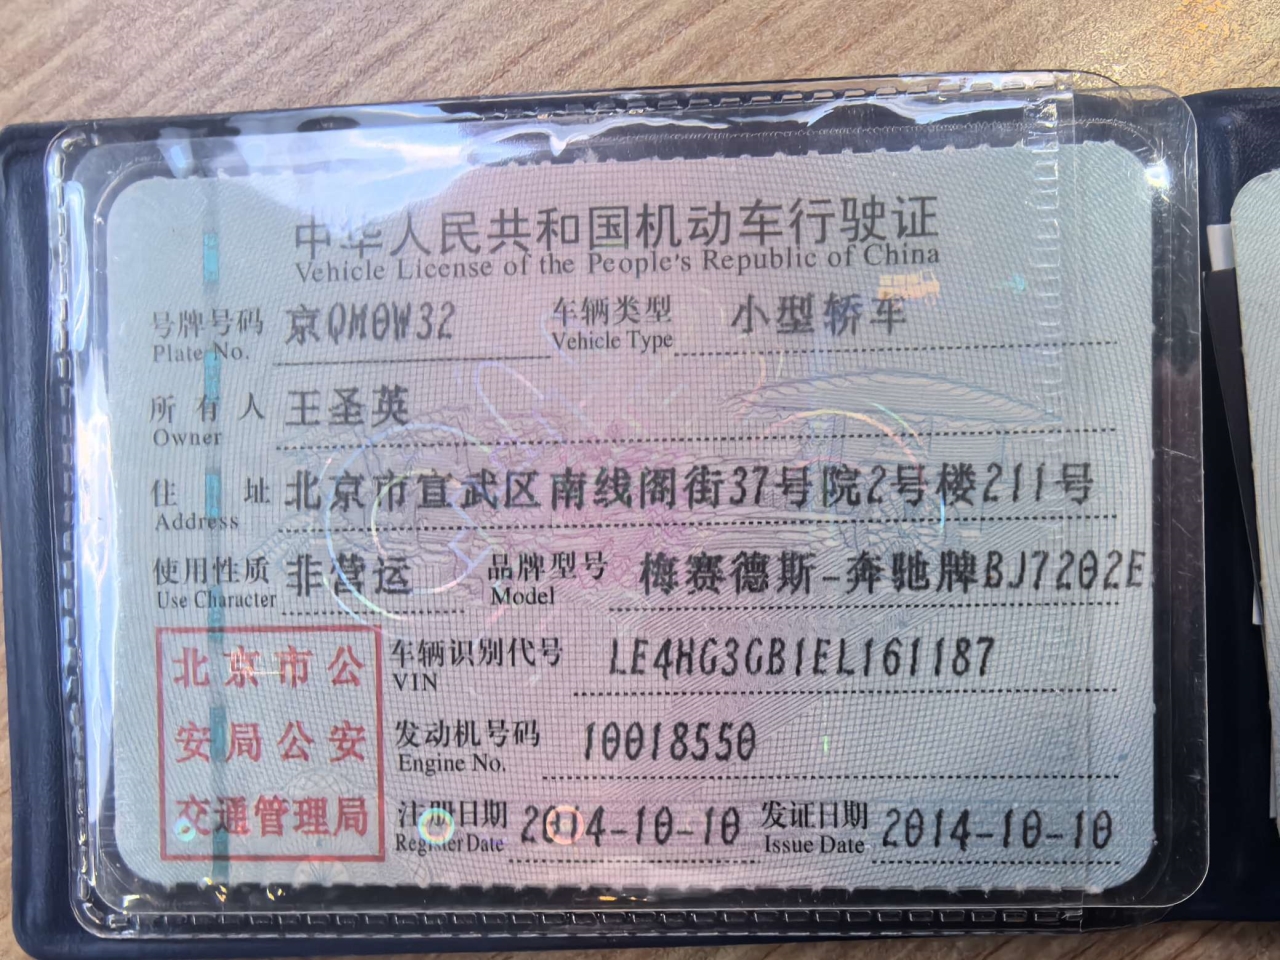 中华人民共和国机动车行驶证
Vehicle License of the People's Republic of China
号牌号码 京QM0W32 车辆类型 小型轿车
Plate No. Vehicle Type
所有人 王圣英
Owner
住址 北京市宣武区南线阁街37号院2号楼211号
Address
使用性质 非营运 品牌型号 梅赛德斯-奔驰牌BJ7202E
Use Character Model
北京市公
安局公安
交通管理局
车辆识别代号 LE4HG3GB1EL161187
VIN
发动机号码 10018550
Engine No.
注册日期 2014-10-10 发证日期 2014-10-10
Register Date Issue Date